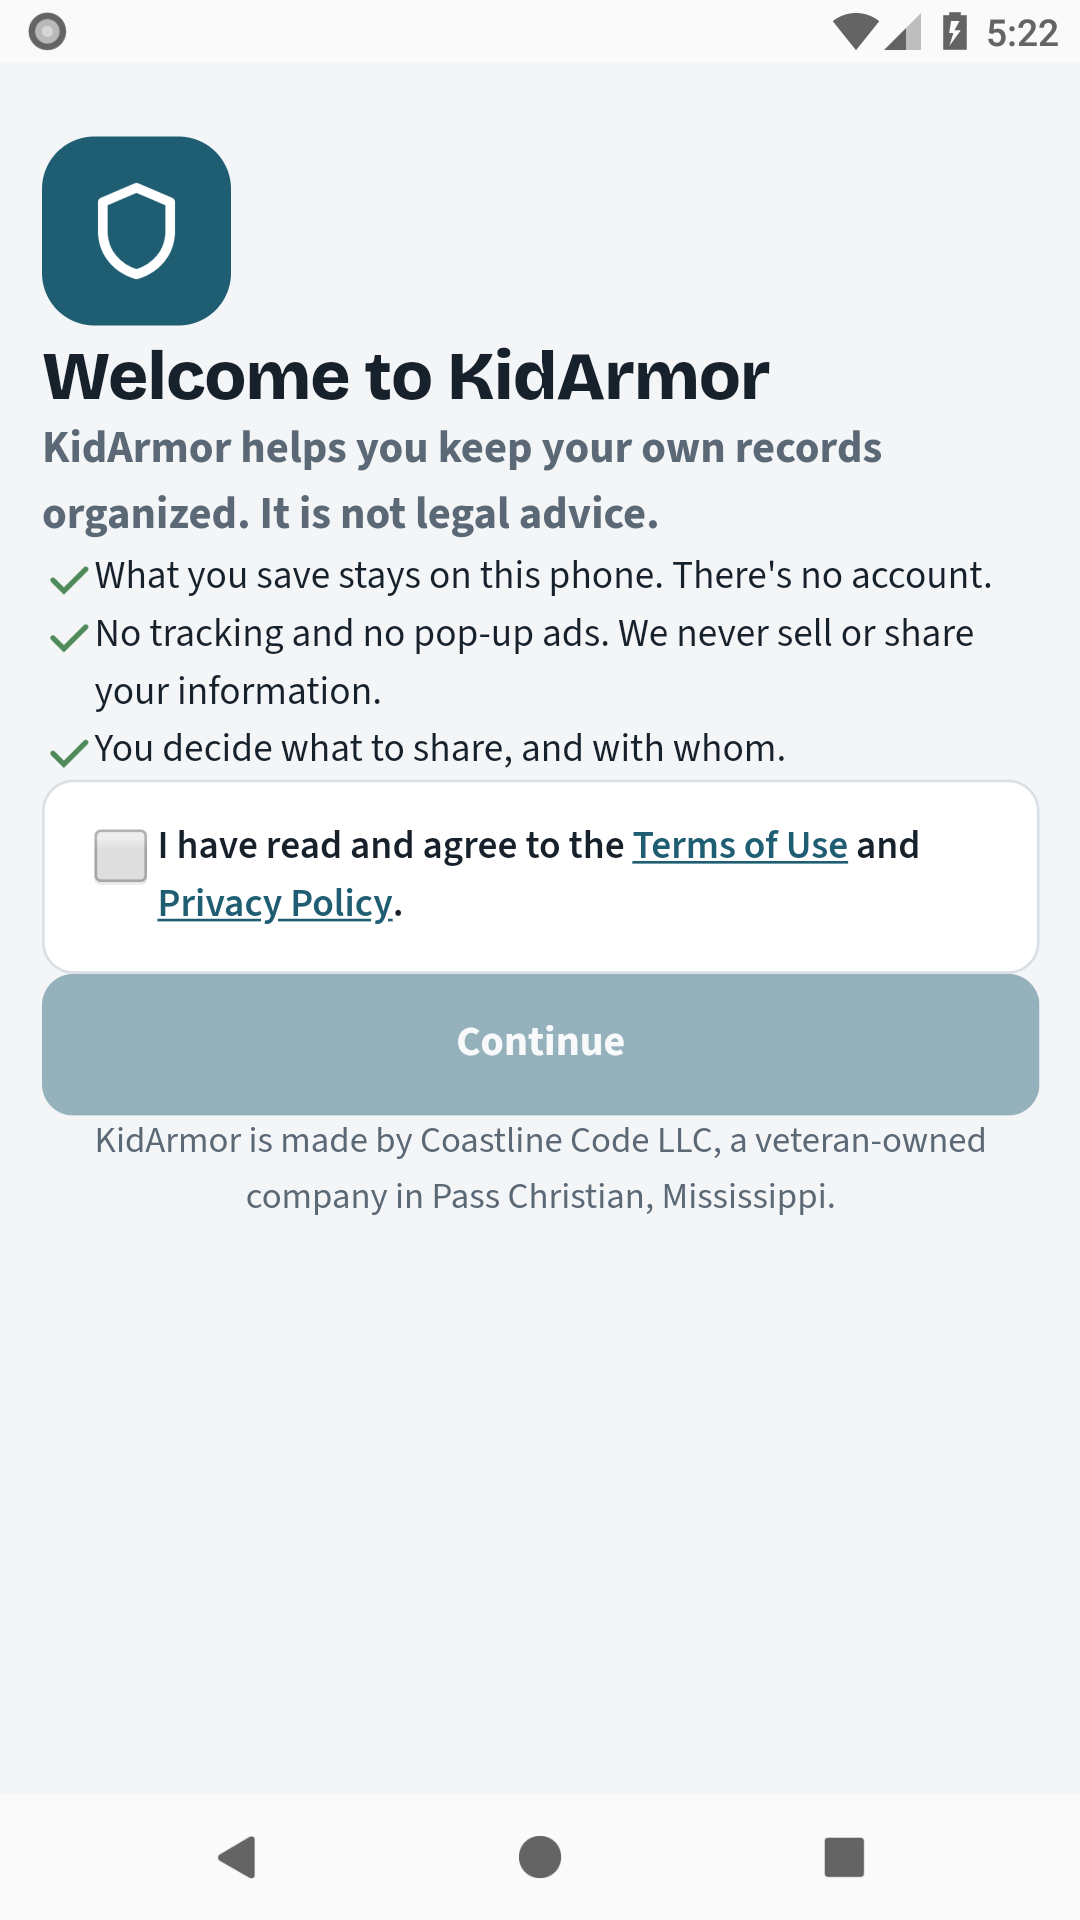 5:22
Welcome to KidArmor
KidArmor helps you keep your own records
organized. It is not legal advice.
What you save stays on this phone. There's no account.
No tracking and no pop-up ads. We never sell or share
your information.
You decide what to share, and with whom.
I have read and agree to the Terms of Use and
Privacy Policy.
Continue
KidArmor is made by Coastline Code LLC, a veteran-owned
company in Pass Christian, Mississippi.